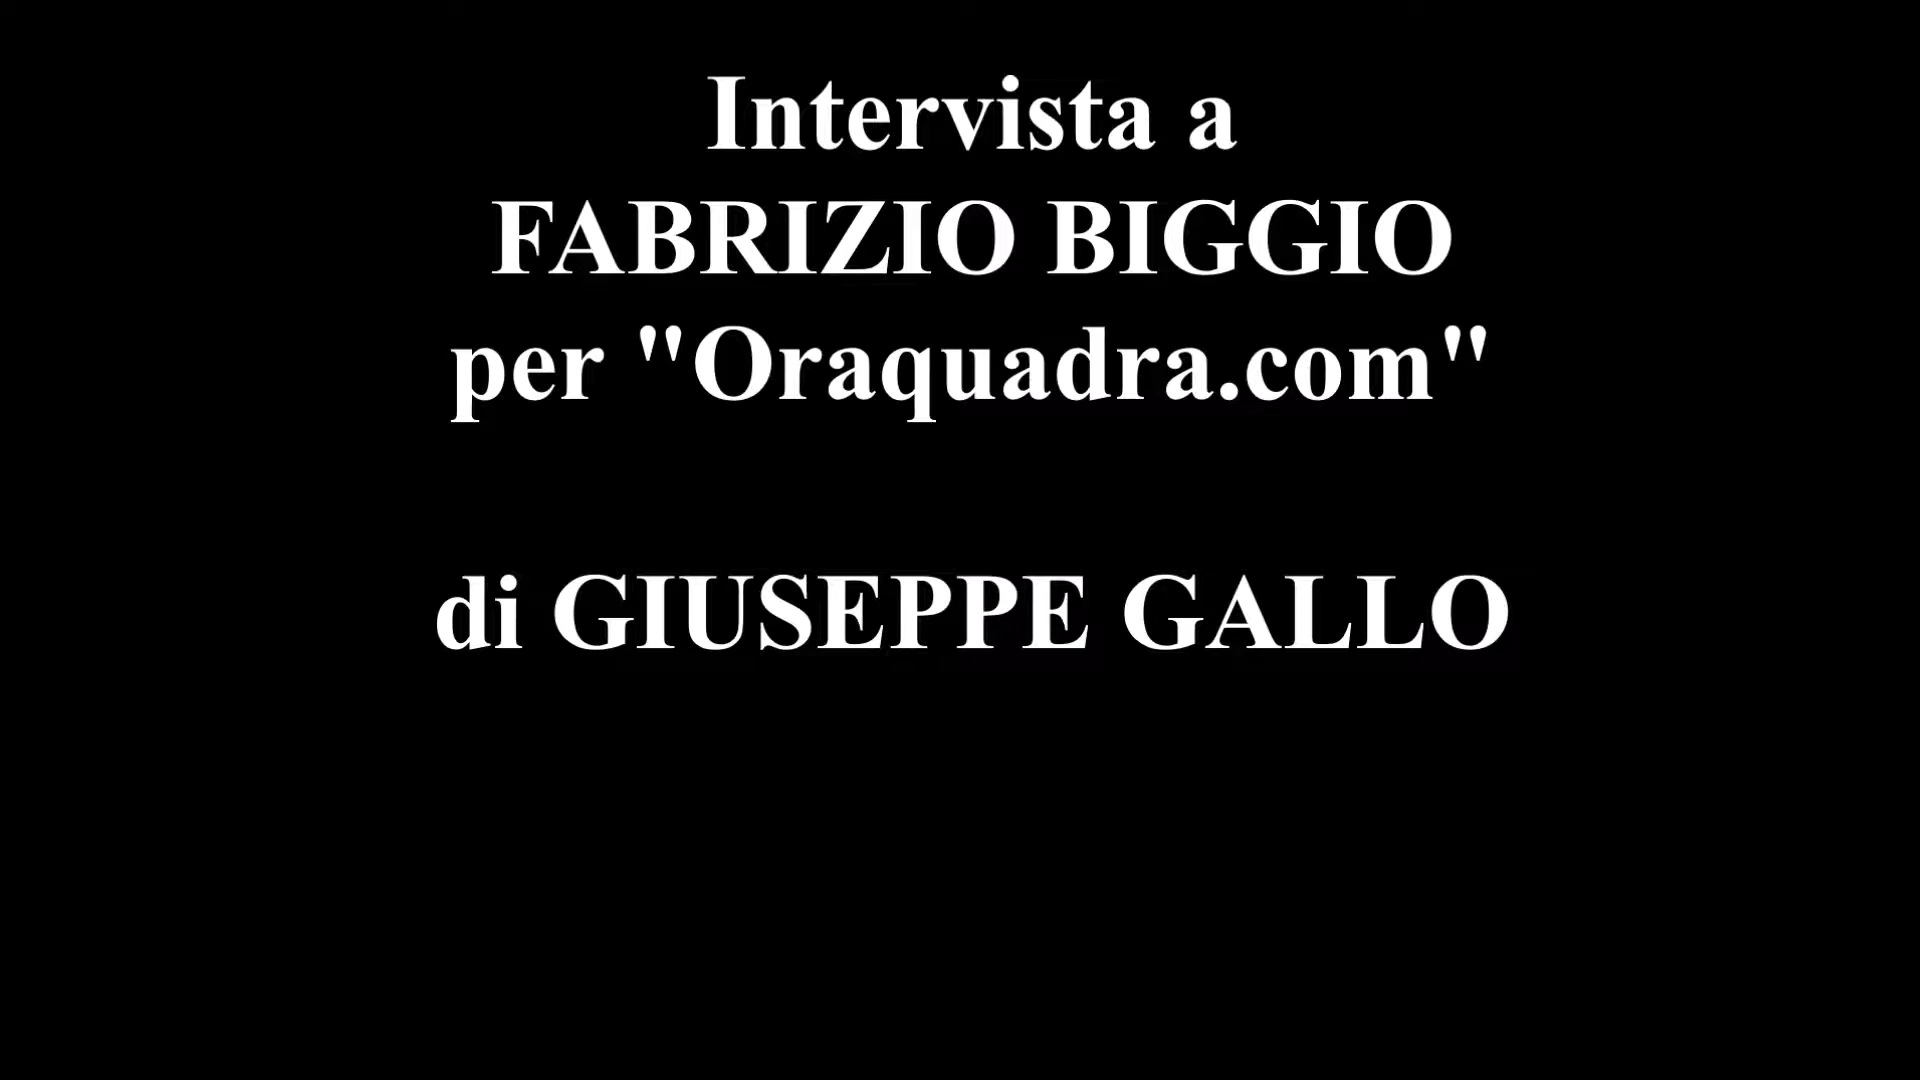 Intervista a
FABRIZIO BIGGIO
per "Oraquadra.com"
di GIUSEPPE GALLO